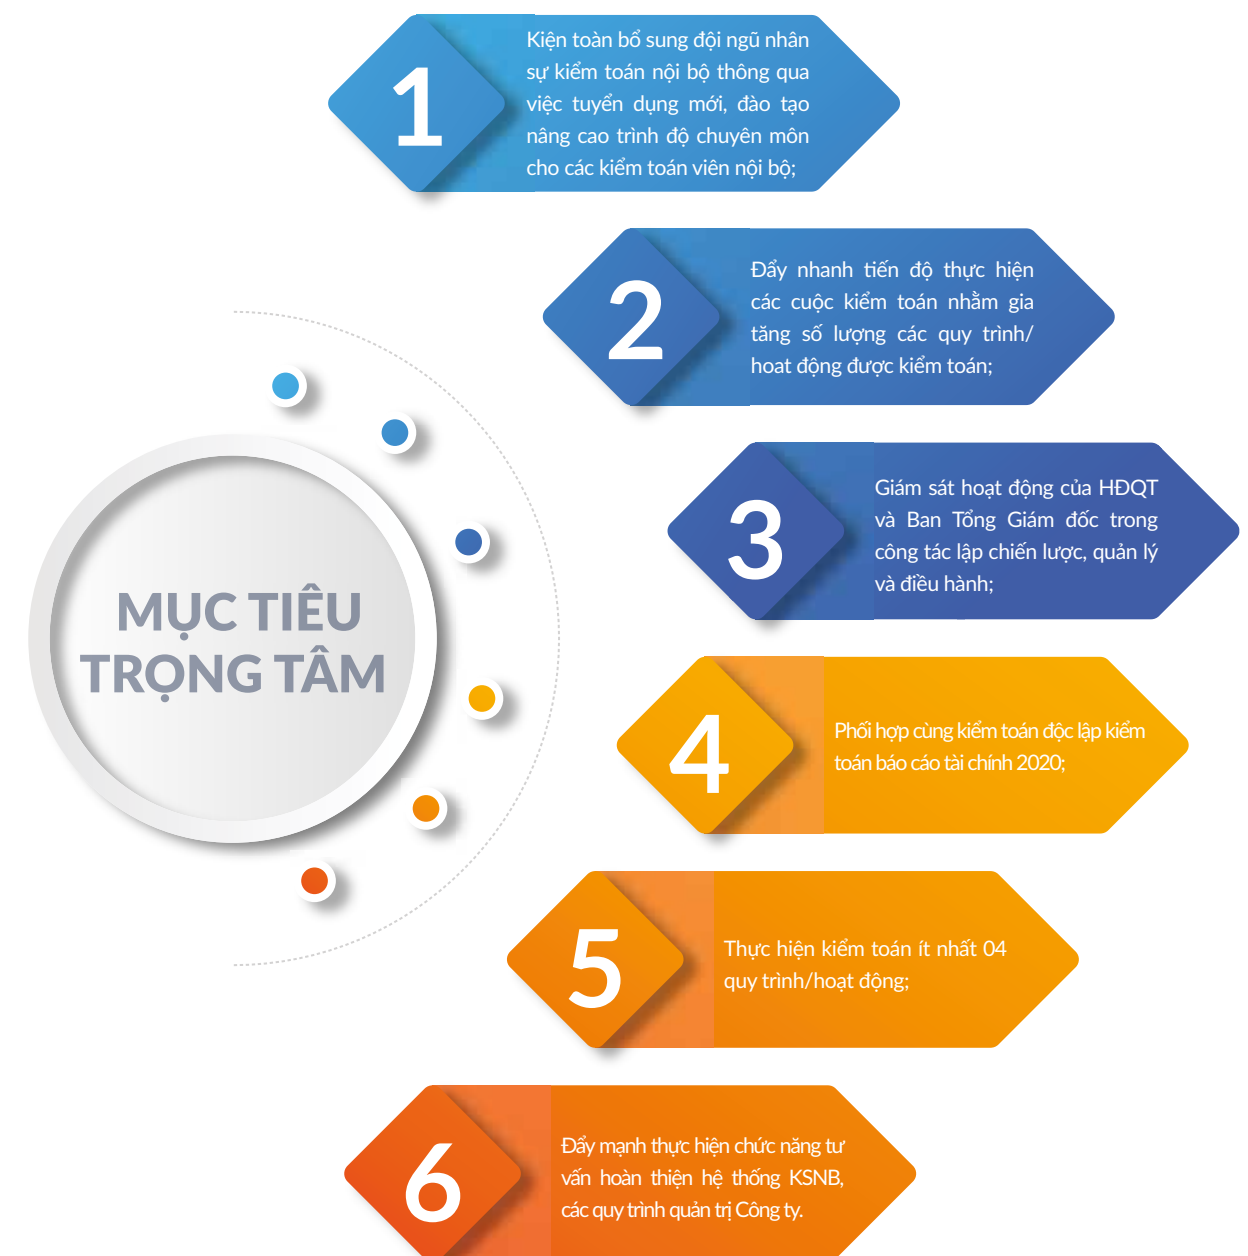 1
Kiện toàn bổ sung đội ngũ nhân
sự kiểm toán nội bộ thông qua
việc tuyển dụng mới, đào tạo
nâng cao trình độ chuyên môn
cho các kiểm toán viên nội bộ;
2
Đẩy nhanh tiến độ thực hiện
các cuộc kiểm toán nhằm gia
tăng số lượng các quy trình/
hoat động được kiểm toán;
3
Giám sát hoạt động của HĐQT
và Ban Tổng Giám đốc trong
công tác lập chiến lược, quản lý
và điều hành;
MỤC TIÊU
TRỌNG TÂM
4
Phối hợp cùng kiểm toán độc lập kiểm
toán báo cáo tài chính 2020;
5
Thực hiện kiểm toán ít nhất 04
quy trình/hoạt động;
6
Đẩy mạnh thực hiện chức năng tư
vấn hoàn thiện hệ thống KSNB,
các quy trình quản trị Công ty.